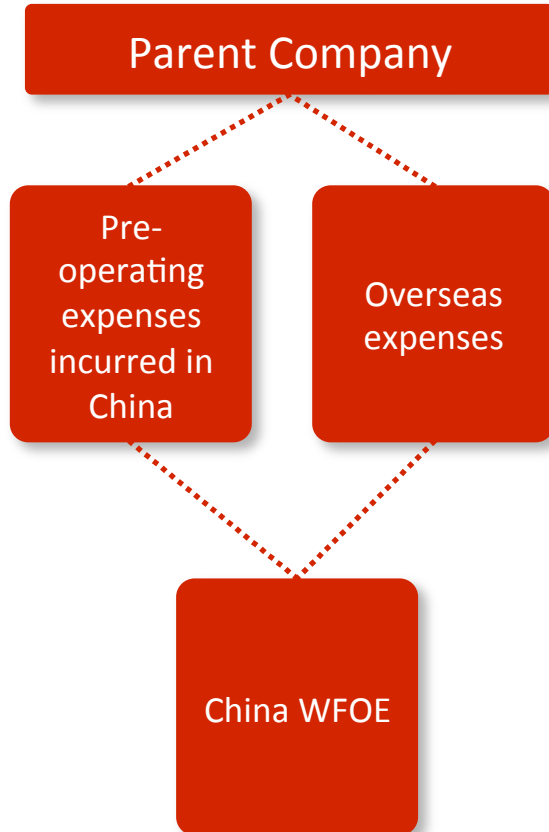 Parent Company
Pre-
operating
expenses
incurred in
China
Overseas
expenses
China WFOE